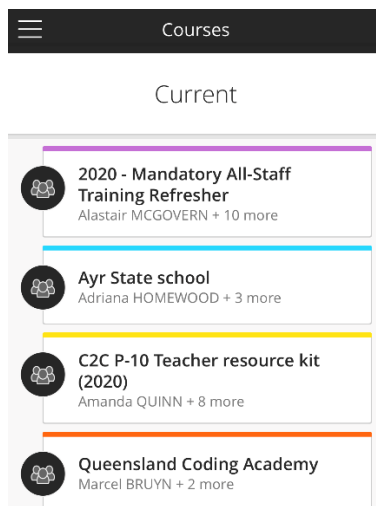 Courses
Current
2020 - Mandatory All-Staff
Training Refresher
Alastair MCGOVERN + 10 more
Ayr State school
Adriana HOMEWOOD + 3 more
C2C P-10 Teacher resource kit
(2020)
Amanda QUINN + 8 more
Queensland Coding Academy
Marcel BRUYN + 2 more